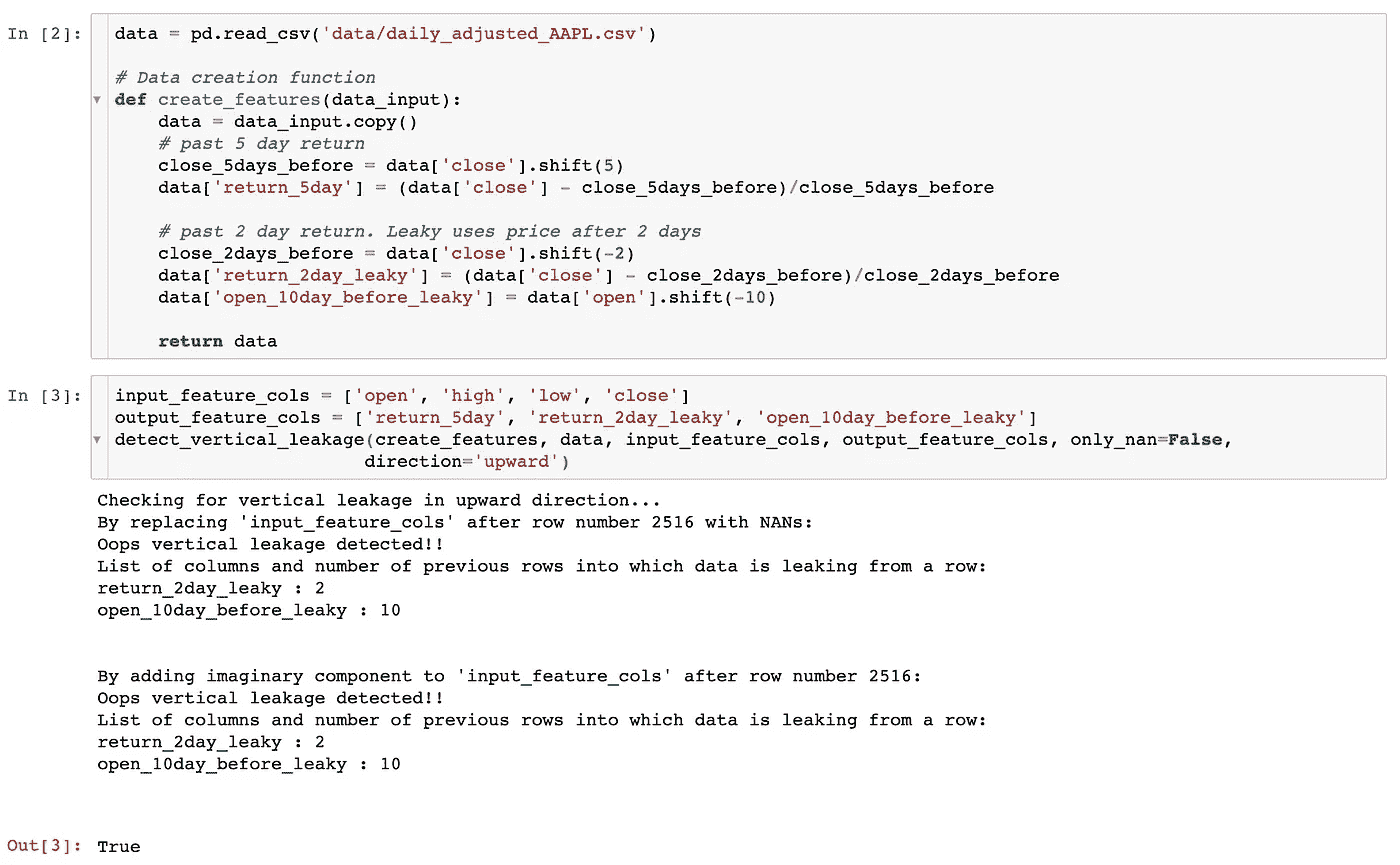 In [2]:
data = pd.read_csv('data/daily_adjusted_AAPL.csv')
# Data creation function
def create_features(data_input):
data = data_input.copy()
# past 5 day return
close_5days_before = data['close'].shift(5)
data['return_5day'] = (data['close'] - close_5days_before)/close_5days_before
# past 2 day return. Leaky uses price after 2 days
close_2days_before = data['close'].shift(-2)
data['return_2day_leaky'] = (data['close'] - close_2days_before)/close_2days_before
data['open_10day_before_leaky'] = data['open'].shift(-10)
return data
In [3]:
input_feature_cols = ['open', 'high', 'low', 'close']
output_feature_cols = ['return_5day', 'return_2day_leaky', 'open_10day_before_leaky']
detect_vertical_leakage(create_features, data, input_feature_cols, output_feature_cols, only_nan=False,
direction='upward')
Checking for vertical leakage in upward direction...
By replacing 'input_feature_cols' after row number 2516 with NANs:
Oops vertical leakage detected!!
List of columns and number of previous rows into which data is leaking from a row:
return_2day_leaky : 2
open_10day_before_leaky : 10
By adding imaginary component to 'input_feature_cols' after row number 2516:
Oops vertical leakage detected!!
List of columns and number of previous rows into which data is leaking from a row:
return_2day_leaky : 2
open_10day_before_leaky : 10
Out[3]: True